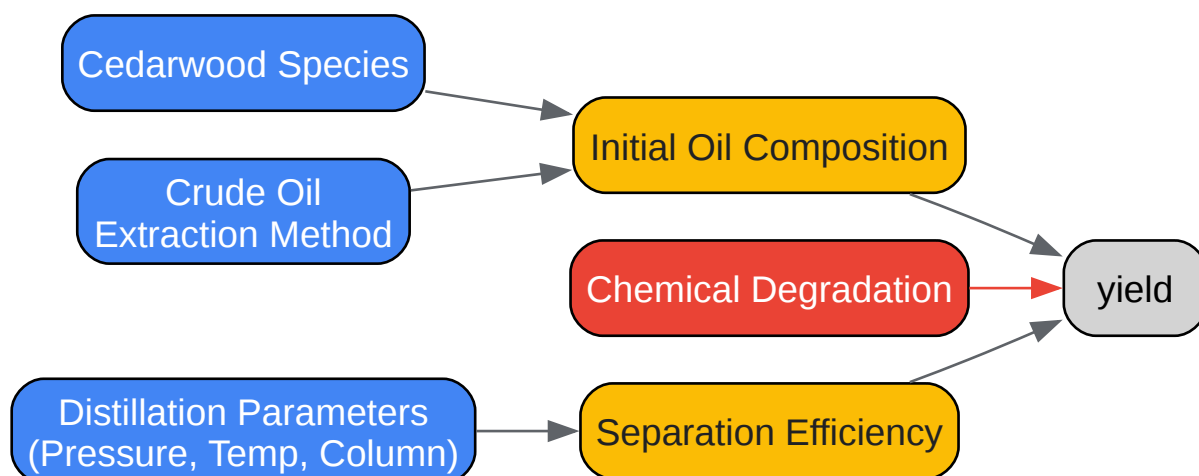 Cedarwood Species
Crude Oil
Extraction Method
Initial Oil Composition
Chemical Degradation
yield
Distillation Parameters
(Pressure, Temp, Column)
Separation Efficiency